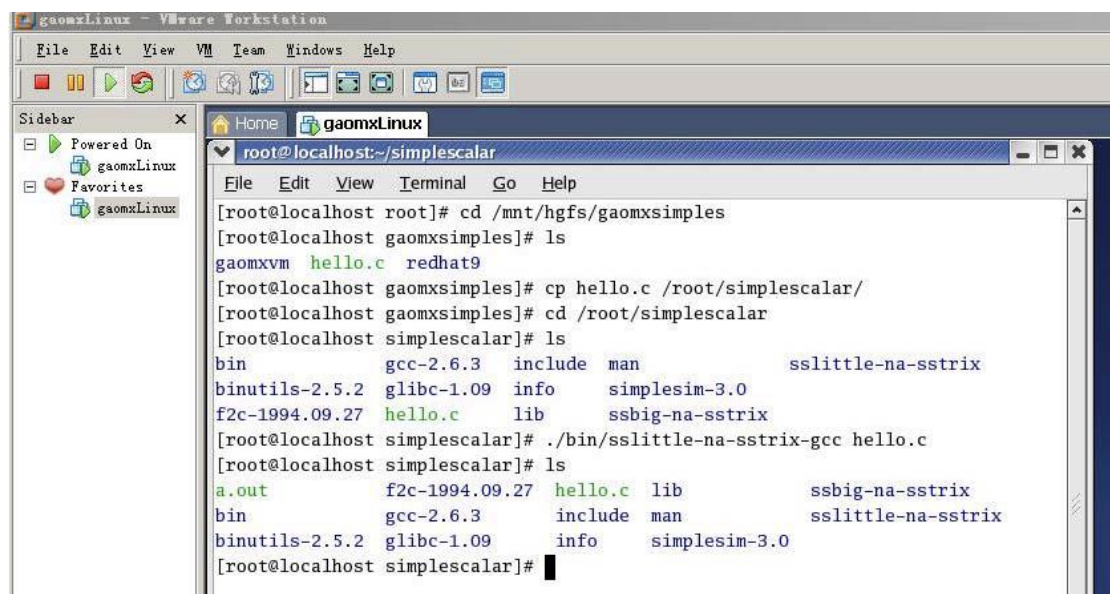 gaomxLinux - VMware Workstation
File Edit View VM Team Windows Help
Sidebar x
Powered On
gaomxLinux
Favorites
gaomxLinux
Home gaomxLinux
root@localhost:~/simplescalar
File Edit View Terminal Go Help
[root@localhost root]# cd /mnt/hgfs/gaomxsimples
[root@localhost gaomxsimples]# ls
gaomxvm hello.c redhat9
[root@localhost gaomxsimples]# cp hello.c /root/simplescalar/
[root@localhost gaomxsimples]# cd /root/simplescalar
[root@localhost simplescalar]# ls
bin gcc-2.6.3 include man sslittle-na-sstrix
binutils-2.5.2 glibc-1.09 info simplesim-3.0
f2c-1994.09.27 hello.c lib ssbig-na-sstrix
[root@localhost simplescalar]# ./bin/sslittle-na-sstrix-gcc hello.c
[root@localhost simplescalar]# ls
a.out f2c-1994.09.27 hello.c lib ssbig-na-sstrix
bin gcc-2.6.3 include man sslittle-na-sstrix
binutils-2.5.2 glibc-1.09 info simplesim-3.0
[root@localhost simplescalar]#